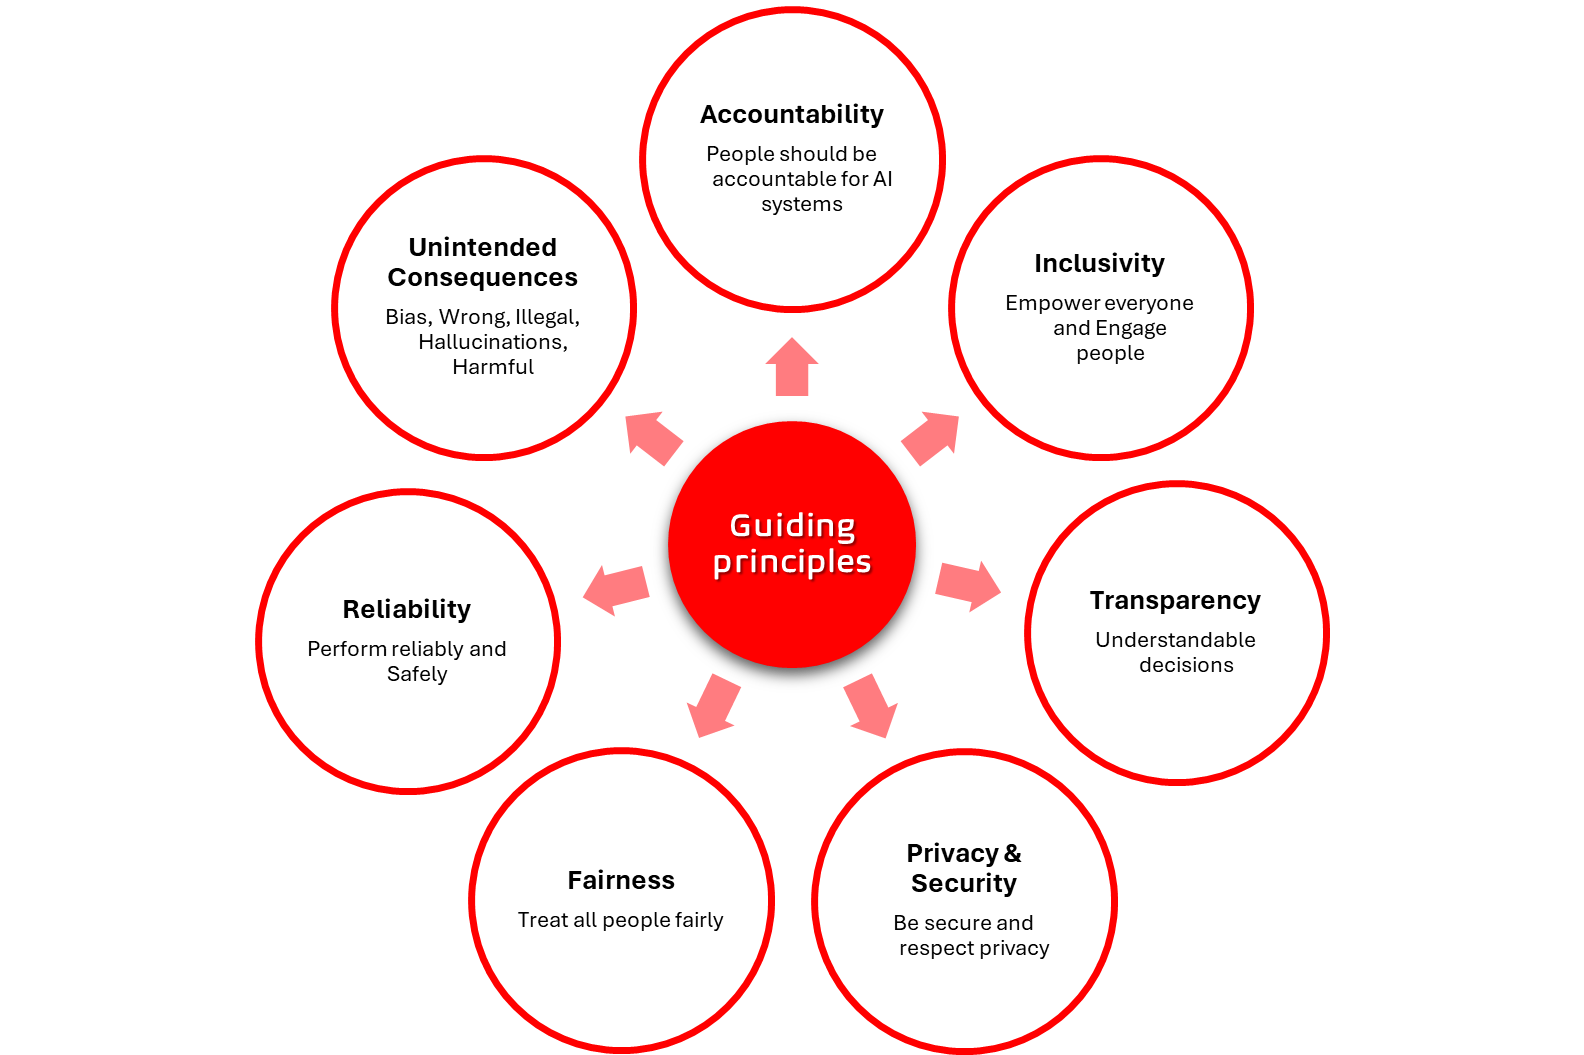 Accountability
People should be
accountable for AI
systems
Unintended
Consequences
Bias, Wrong, Illegal,
Hallucinations,
Harmful
Inclusivity
Empower everyone
and Engage
people
Guiding
principles
Reliability
Perform reliably and
Safely
Transparency
Understandable
decisions
Fairness
Treat all people fairly
Privacy &
Security
Be secure and
respect privacy